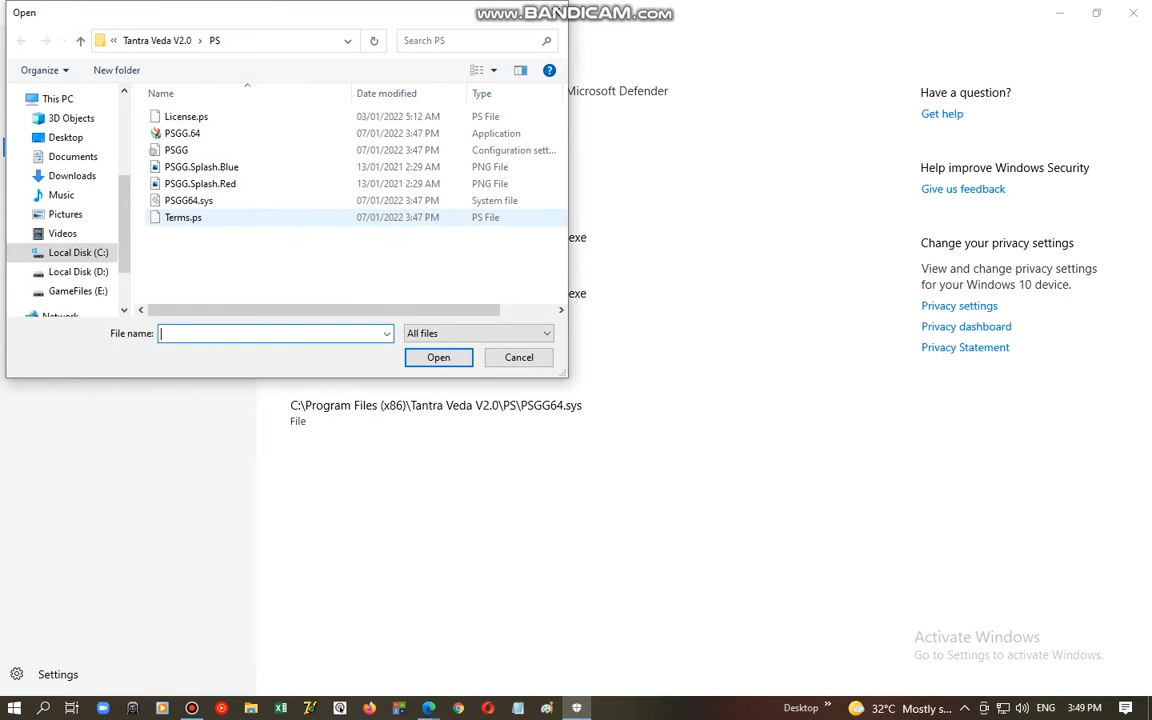 Open
www.BANDICAM.com
« Tantra Veda V2.0 › PS
Search PS
Organize
New folder
This PC
3D Objects
Desktop
Documents
Downloads
Music
Pictures
Videos
Local Disk (C:)
Local Disk (D:)
GameFiles (E:)
Name
Date modified
Type
License.ps
03/01/2022 5:12 AM
PS File
PSGG.64
07/01/2022 3:47 PM
Application
PSGG
07/01/2022 3:47 PM
Configuration sett...
PSGG.Splash.Blue
13/01/2021 2:29 AM
PNG File
PSGG.Splash.Red
13/01/2021 2:29 AM
PNG File
PSGG64.sys
07/01/2022 3:47 PM
System file
Terms.ps
07/01/2022 3:47 PM
PS File
File name:
All files
Open
Cancel
Microsoft Defender
exe
exe
C:\Program Files (x86)\Tantra Veda V2.0\PS\PSGG64.sys
File
Have a question?
Get help
Help improve Windows Security
Give us feedback
Change your privacy settings
View and change privacy settings
for your Windows 10 device.
Privacy settings
Privacy dashboard
Privacy Statement
Activate Windows
Go to Settings to activate Windows.
Settings
Desktop
32°C Mostly s...
ENG
3:49 PM